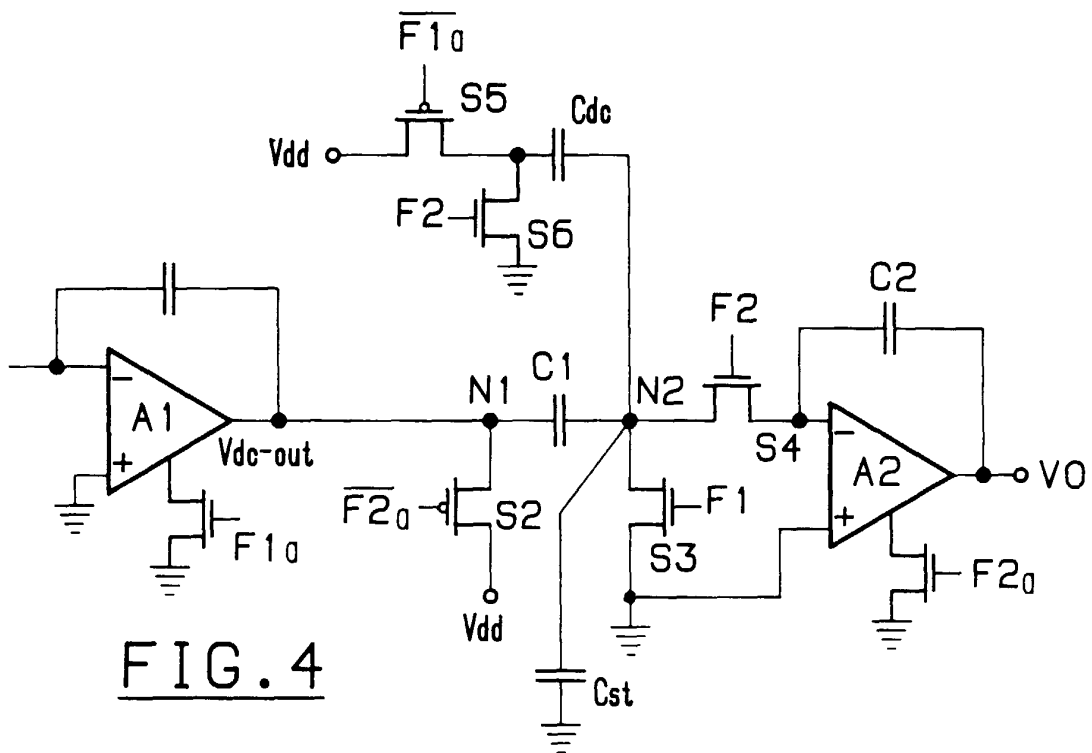 F1a
S5
Cdc
Vdd
F2
S6
C2
F2
N1
C1
N2
A1
S4
A2
Vdc-out
VO
F2a
S2
F1
S3
F1a
F2a
Vdd
FIG.4
Cst